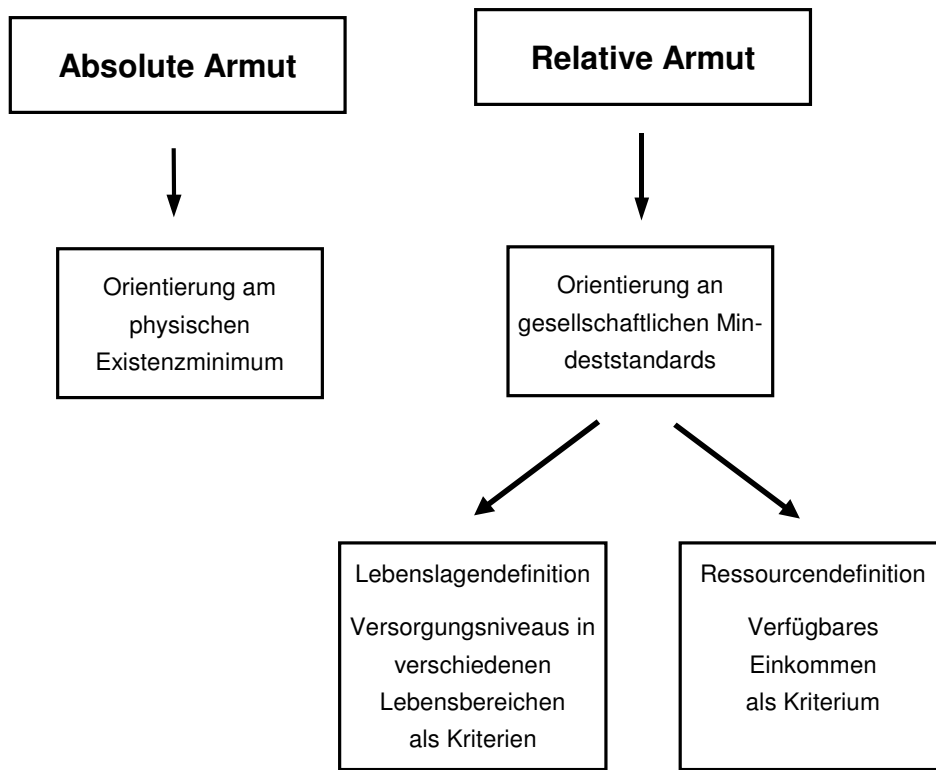 Absolute Armut
Relative Armut
Orientierung am
physischen
Existenzminimum
Orientierung an
gesellschaftlichen Min-
deststandards
Lebenslagendefinition
Versorgungsniveaus in
verschiedenen
Lebensbereichen
als Kriterien
Ressourcendefinition
Verfügbares
Einkommen
als Kriterium